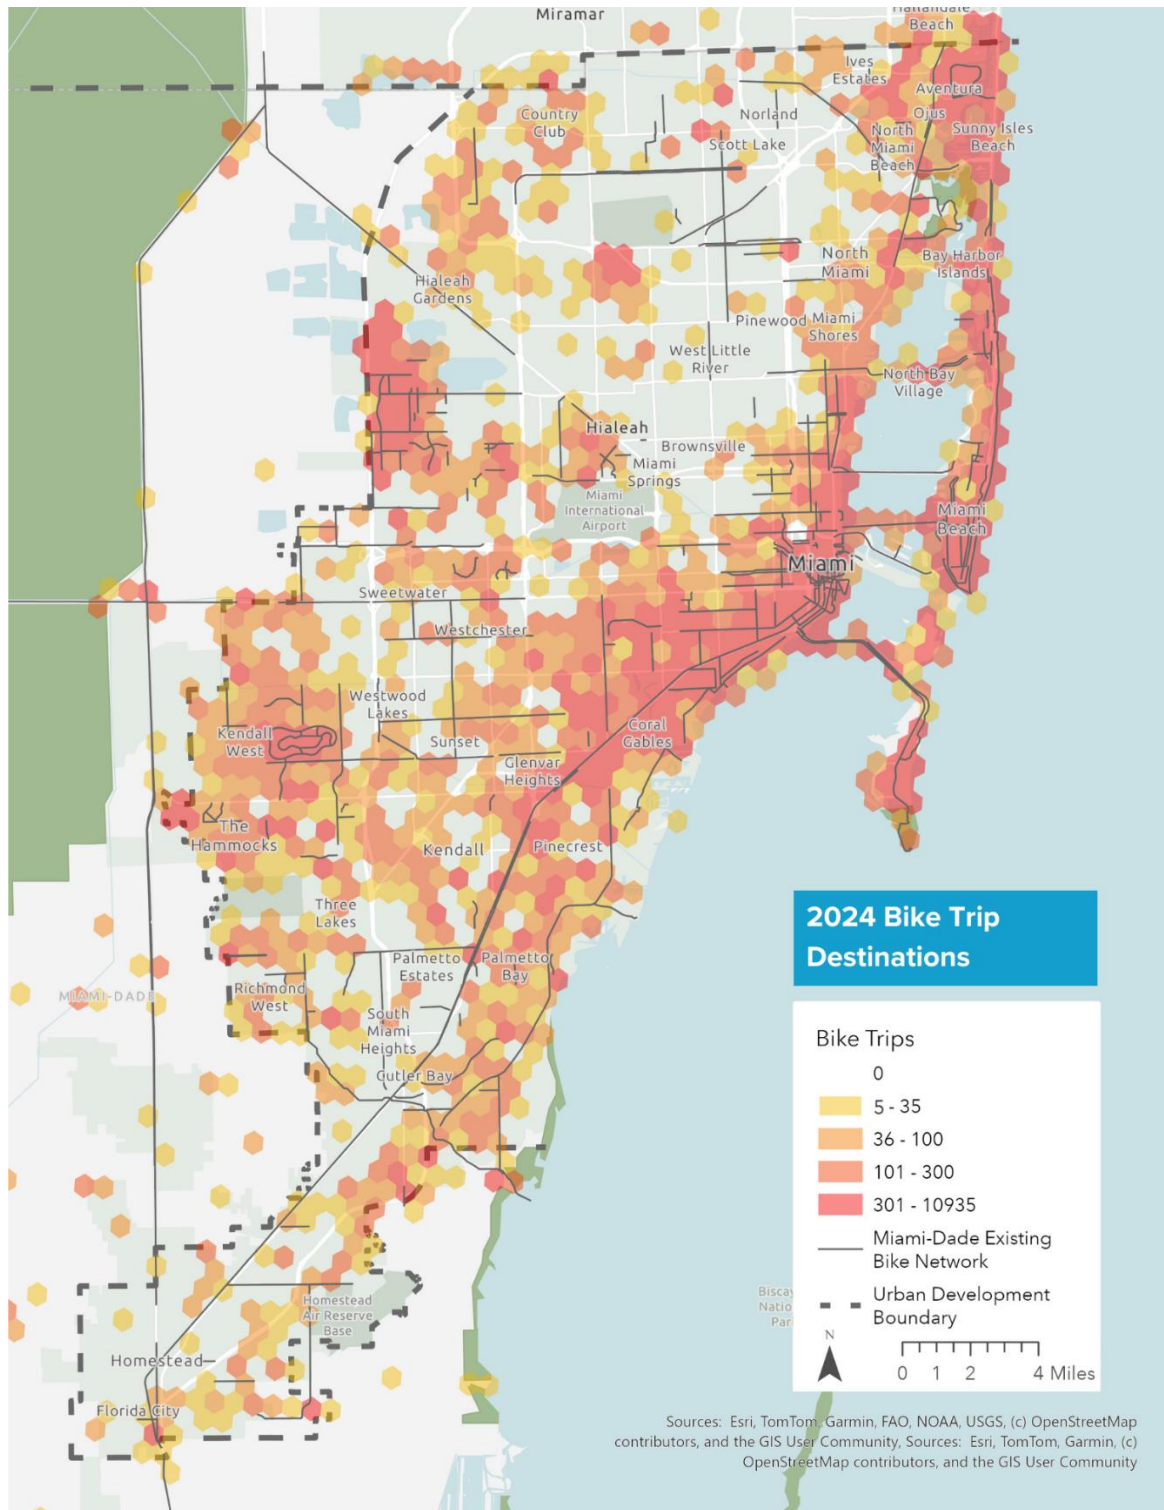 Miramar
Hallandale
Beach
Ives
Estates
Aventura
Ojus
Country
Club
Norland
North
Miami
Beach
Sunny Isles
Beach
Scott Lake
North
Miami
Bay Harbor
Islands
Hialeah
Gardens
Pinewood
Miami
Shores
West Little
River
North Bay
Village
Hialeah
Brownsville
Miami
Springs
Miami
International
Airport
Miami
Beach
Miami
Sweetwater
Westchester
Westwood
Lakes
Kendall
West
Sunset
Coral
Gables
Glenvar
Heights
The
Hammocks
Kendall
Pinecrest
Three
Lakes
Palmetto
Estates
Palmetto
Bay
MIAMI-DADE
Richmond
West
South
Miami
Heights
Cutler Bay
Homestead
Air Reserve
Base
Homestead
Florida City
2024 Bike Trip
Destinations
Bike Trips
0
5 - 35
36 - 100
101 - 300
301 - 10935
Miami-Dade Existing
Bike Network
Urban Development
Boundary
N
0 1 2 4 Miles
Sources: Esri, TomTom, Garmin, FAO, NOAA, USGS, (c) OpenStreetMap
contributors, and the GIS User Community, Sources: Esri, TomTom, Garmin, (c)
OpenStreetMap contributors, and the GIS User Community